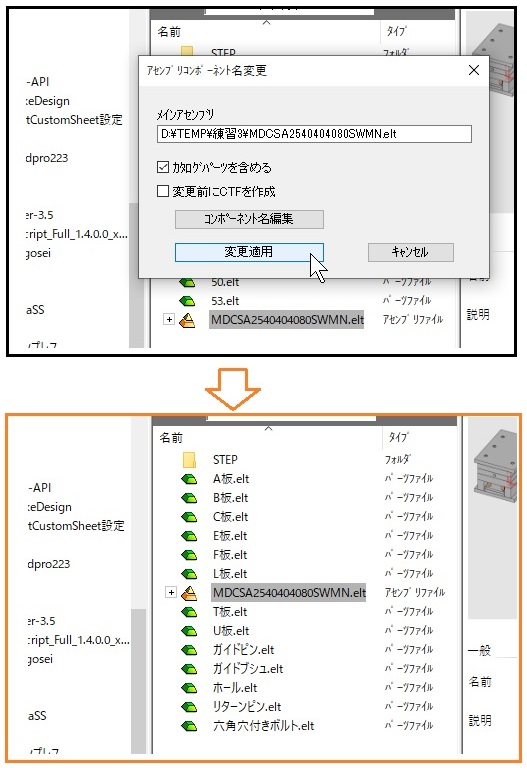 名前
タイプ
STEP
フォルダ
-API
ceDesign
tCustomSheet設定
dpro223
er-3.5
cript_Full_1.4.0.0_x...
gosei
aSS
アセンブリコンポーネント名変更
メインアセンブリ
D:¥TEMP¥練習3¥MDCSA2540404080SWMN.elt
カタログパーツを含める
変更前にCTFを作成
コンポーネント名編集
変更適用
キャンセル
50.elt
パーツファイル
53.elt
パーツファイル
MDCSA2540404080SWMN.elt
アセンブリファイル
説明
名前
タイプ
STEP
フォルダ
A板.elt
パーツファイル
B板.elt
パーツファイル
C板.elt
パーツファイル
E板.elt
パーツファイル
F板.elt
パーツファイル
L板.elt
パーツファイル
MDCSA2540404080SWMN.elt
アセンブリファイル
T板.elt
パーツファイル
U板.elt
パーツファイル
ガイドピン.elt
パーツファイル
ガイドブシュ.elt
パーツファイル
ホール.elt
パーツファイル
リターンピン.elt
パーツファイル
六角穴付きボルト.elt
パーツファイル
-API
ceDesign
tCustomSheet設定
dpro223
er-3.5
cript_Full_1.4.0.0_x...
gosei
aSS
一般
名前
説明